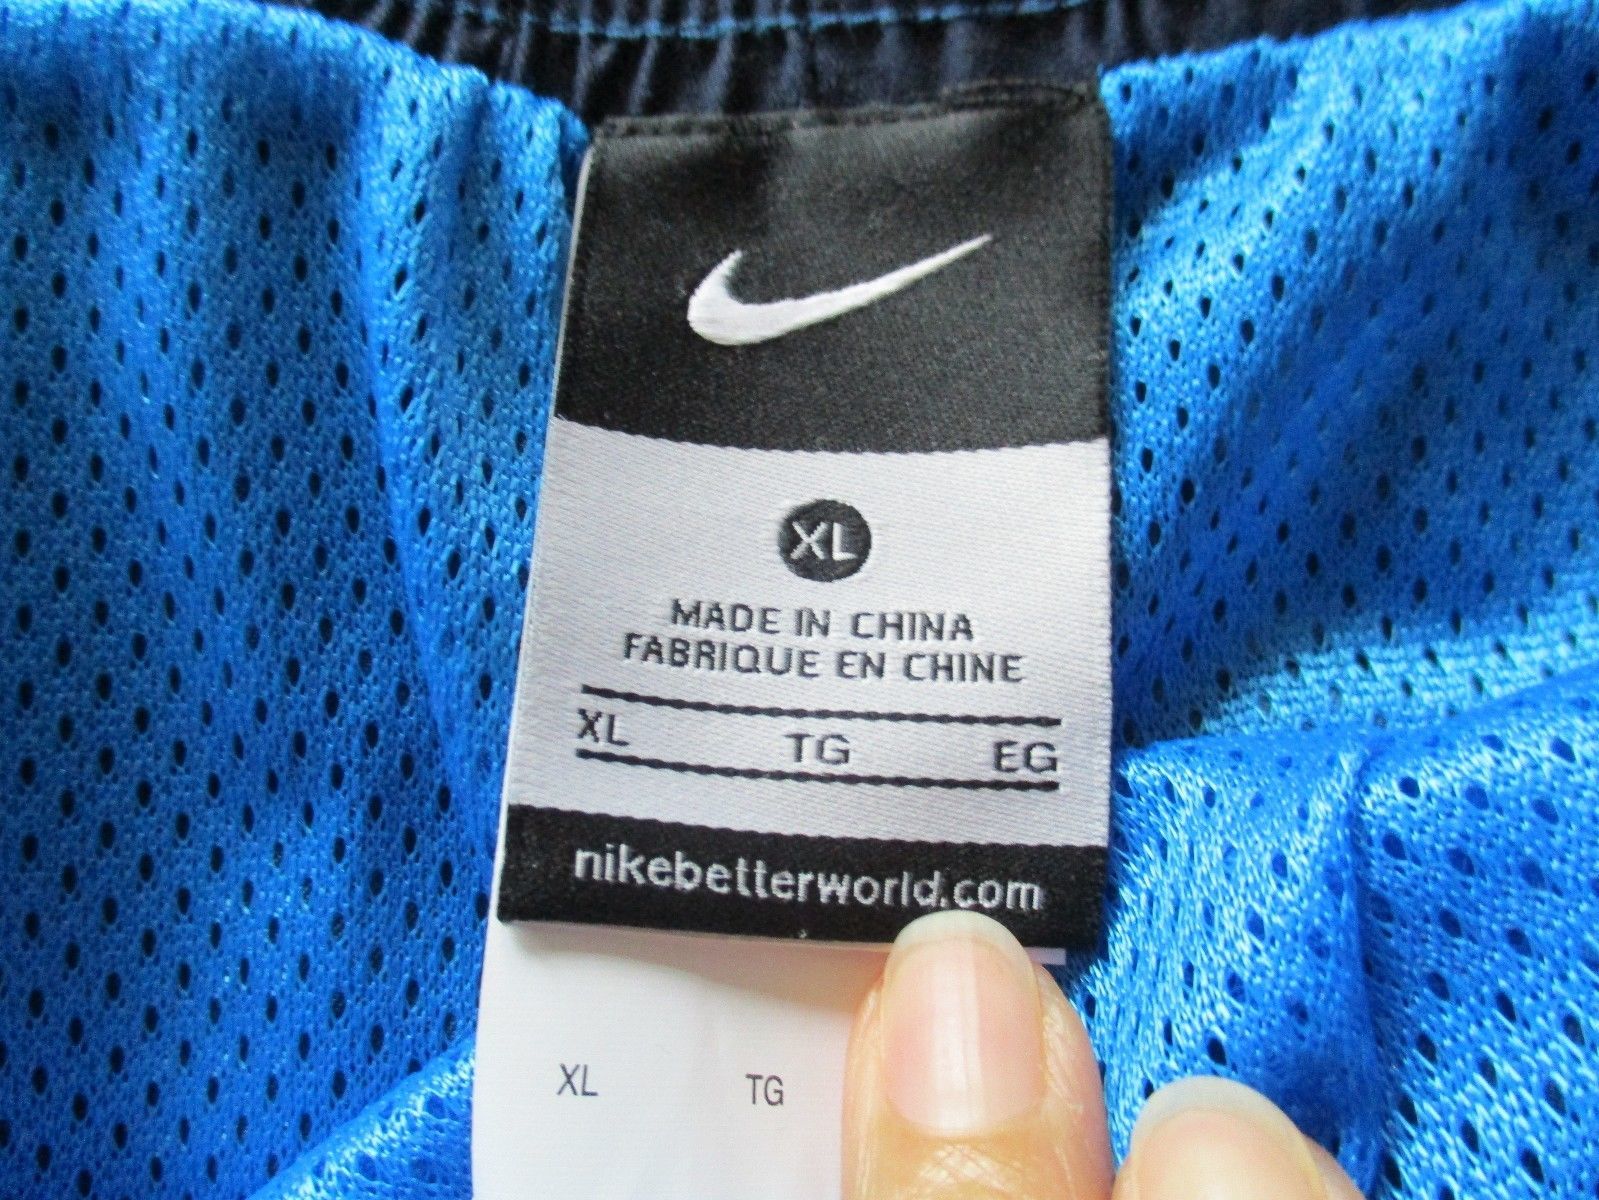 XL
MADE IN CHINA
FABRIQUE EN CHINE
XL TG EG
nikebetterworld.com
XL TG